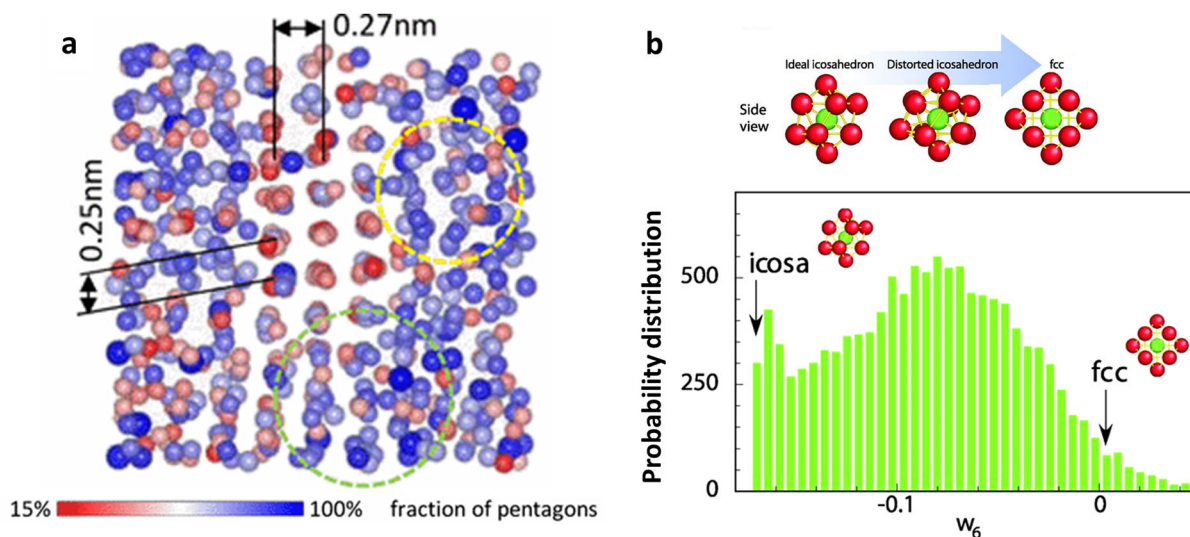 a
0.27nm
0.25nm
15%
100%
fraction of pentagons
b
Ideal icosahedron
Distorted icosahedron
fcc
Side
view
Probability distribution
500
250
0
icosa
fcc
-0.1
0
w6